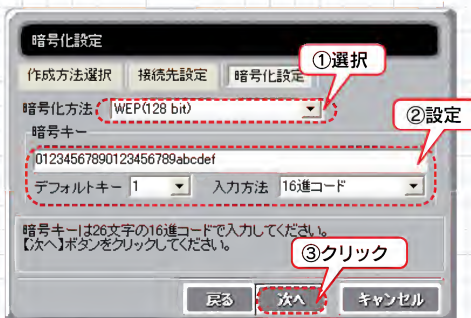 暗号化設定
①選択
作成方法選択 接続先設定 暗号化設定
暗号化方法 WEP(128 bit)
②設定
暗号キー
01234567890123456789abcdef
デフォルトキー 1 入力方法 16進コード
暗号キーは26文字の16進コードで入力してください。
【次へ】ボタンをクリックしてください。
③クリック
戻る 次へ キャンセル